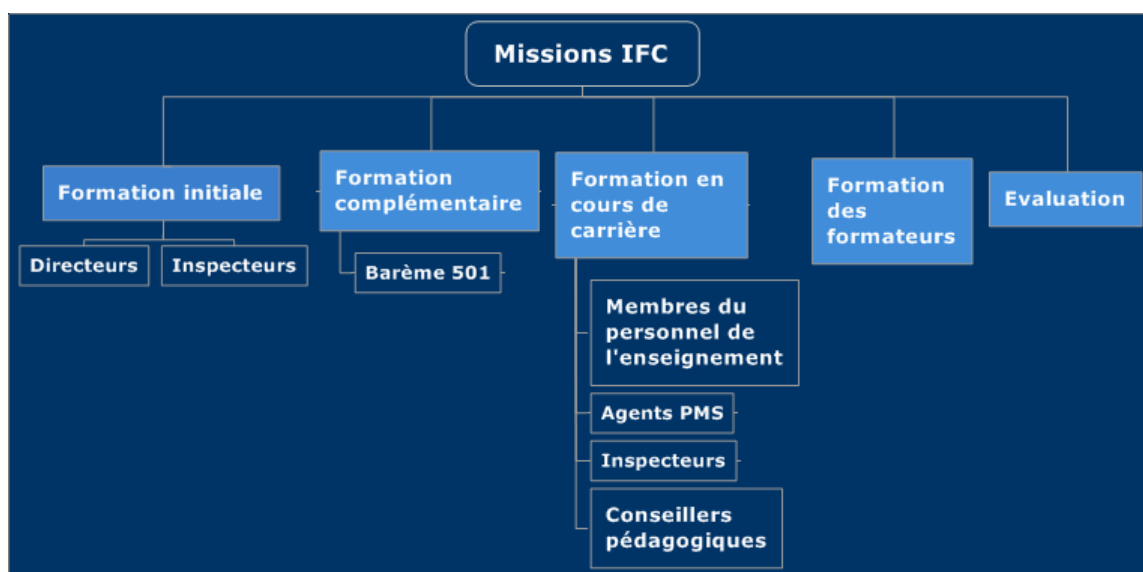 Missions IFC
Formation initiale
Formation
complémentaire
Formation en
cours de
carrière
Formation
des
formateurs
Evaluation
Directeurs
Inspecteurs
Barème 501
Membres du
personnel de
l'enseignement
Agents PMS
Inspecteurs
Conseillers
pédagogiques